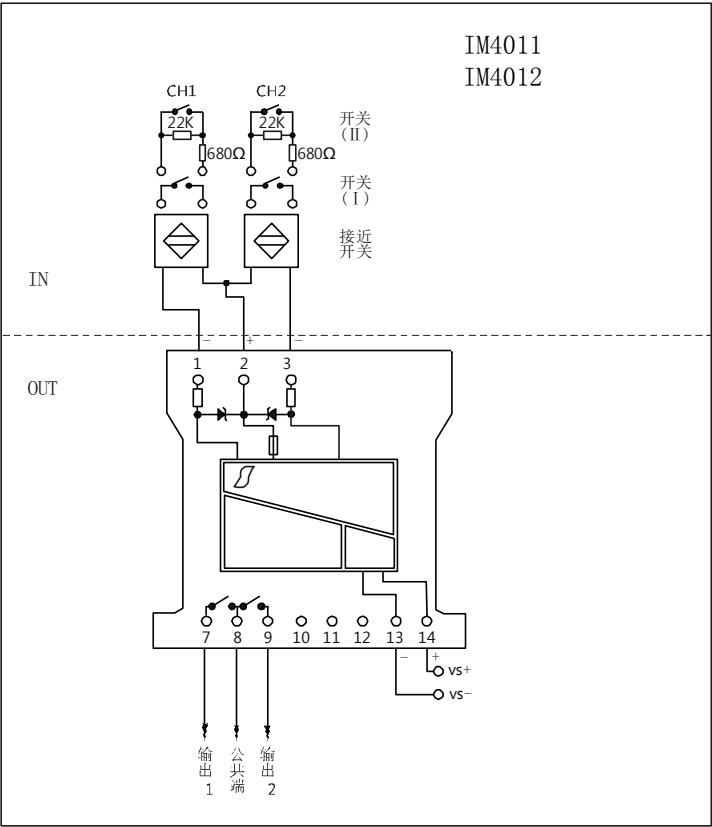 IM4011
IM4012
CH1 CH2
22K 22K
开关
(II)
680Ω 680Ω
开关
(I)
接近
开关
IN
− + −
1 2 3
OUT
7 8 9 10 11 12 13 14
− +
vs+
vs−
输出1
公共端
输出2